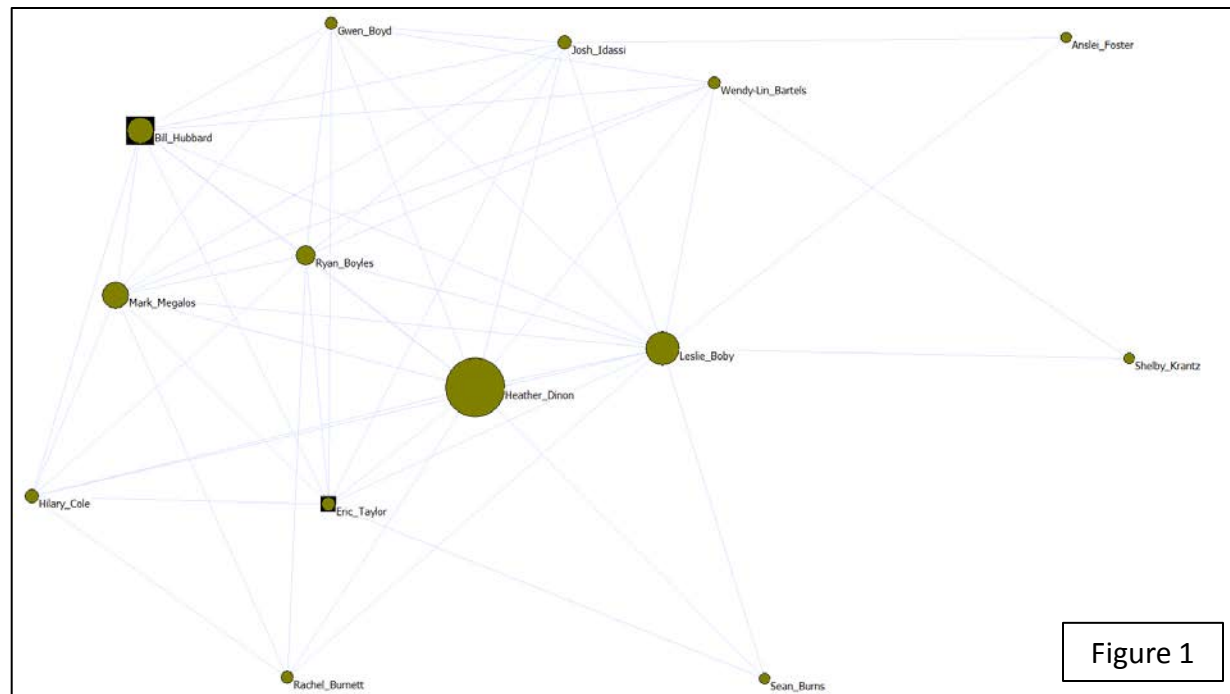 Gwen_Boyd
Josh_Idassi
Anslei_Foster
Wendy-Lin_Bartels
Bill_Hubbard
Ryan_Boyles
Mark_Megalos
Leslie_Boby
Shelby_Krantz
Heather_Dinon
Hilary_Cole
Eric_Taylor
Figure 1
Rachel_Burnett
Sean_Burns